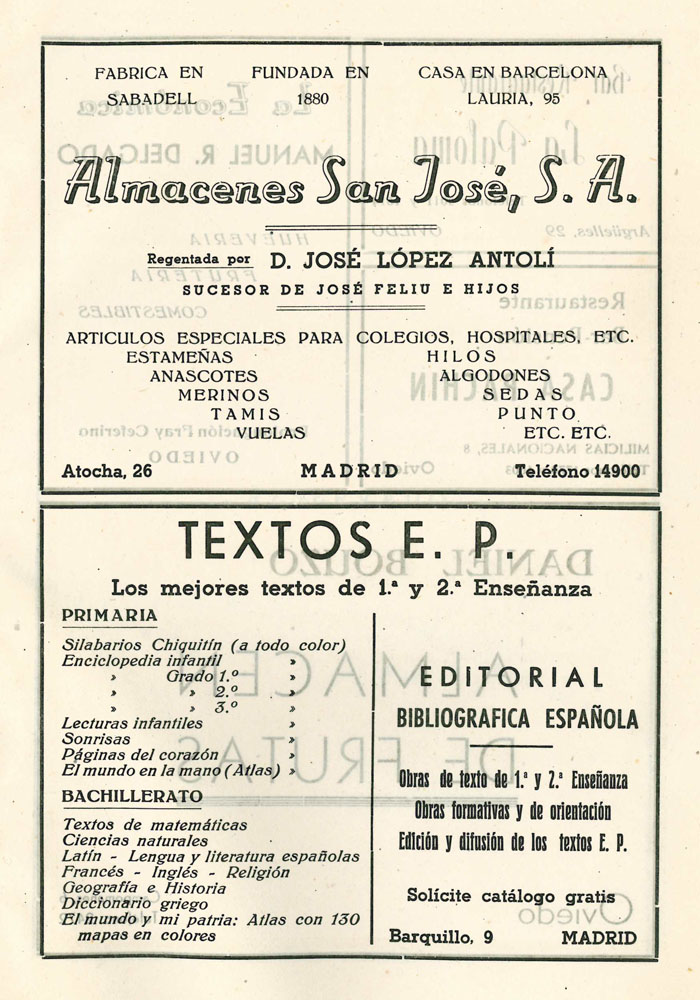 FABRICA EN SABADELL
FUNDADA EN 1880
CASA EN BARCELONA LAURIA, 95
Almacenes San José, S. A.
Regentada por D. JOSÉ LÓPEZ ANTOLÍ
SUCESOR DE JOSÉ FELIU E HIJOS
ARTICULOS ESPECIALES PARA COLEGIOS, HOSPITALES, ETC.
ESTAMEÑAS
ANASCOTES
MERINOS
TAMIS
VUELAS
HILOS
ALGODONES
SEDAS
PUNTO
ETC. ETC.
Atocha, 26 MADRID Teléfono 14900
TEXTOS E. P.
Los mejores textos de 1.ª y 2.ª Enseñanza
PRIMARIA
Silabarios Chiquitín (a todo color)
Enciclopedia infantil »
» Grado 1.º »
» » 2.º »
» » 3.º »
Lecturas infantiles »
Sonrisas »
Páginas del corazón »
El mundo en la mano (Atlas) »
BACHILLERATO
Textos de matemáticas
Ciencias naturales
Latín - Lengua y literatura españolas
Francés - Inglés - Religión
Geografía e Historia
Diccionario griego
El mundo y mi patria: Atlas con 130
mapas en colores
EDITORIAL
BIBLIOGRAFICA ESPAÑOLA
Obras de texto de 1.ª y 2.ª Enseñanza
Obras formativas y de orientación
Edición y difusión de los textos E. P.
Solícite catálogo gratis
Barquillo, 9 MADRID